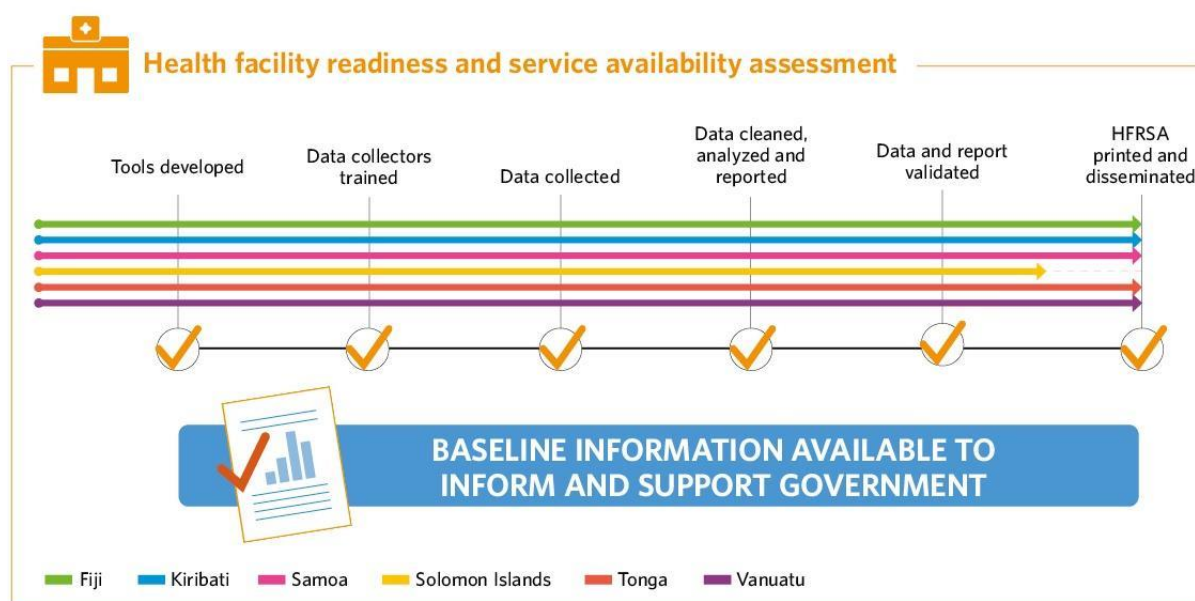 Health facility readiness and service availability assessment
Tools developed
Data collectors
trained
Data collected
Data cleaned,
analyzed and
reported
Data and report
validated
HFRSA
printed and
disseminated
BASELINE INFORMATION AVAILABLE TO
INFORM AND SUPPORT GOVERNMENT
Fiji
Kiribati
Samoa
Solomon Islands
Tonga
Vanuatu